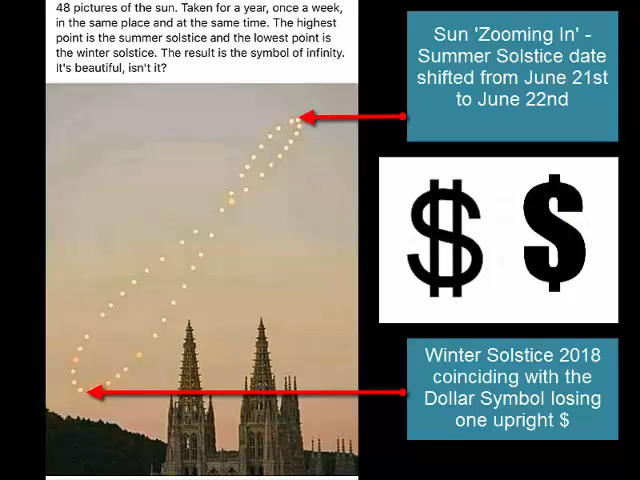 48 pictures of the sun. Taken for a year, once a week,
in the same place and at the same time. The highest
point is the summer solstice and the lowest point is
the winter solstice. The result is the symbol of infinity.
It's beautiful, isn't it?
Sun 'Zooming In' -
Summer Solstice date
shifted from June 21st
to June 22nd
$ $
Winter Solstice 2018
coinciding with the
Dollar Symbol losing
one upright $